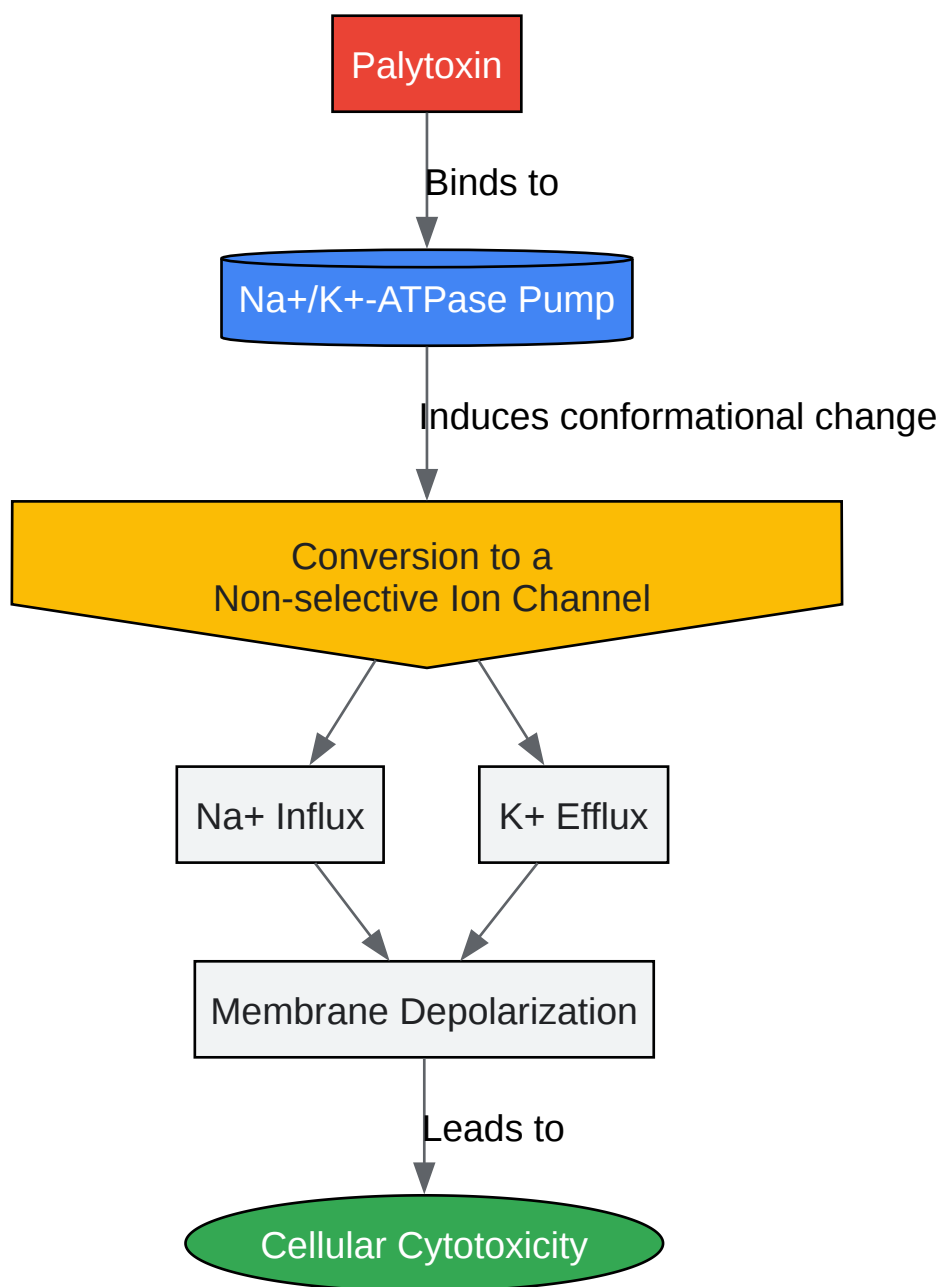 Palytoxin
Binds to
Na+/K+-ATPase Pump
Induces conformational change
Conversion to a
Non-selective Ion Channel
Na+ Influx
K+ Efflux
Membrane Depolarization
Leads to
Cellular Cytotoxicity